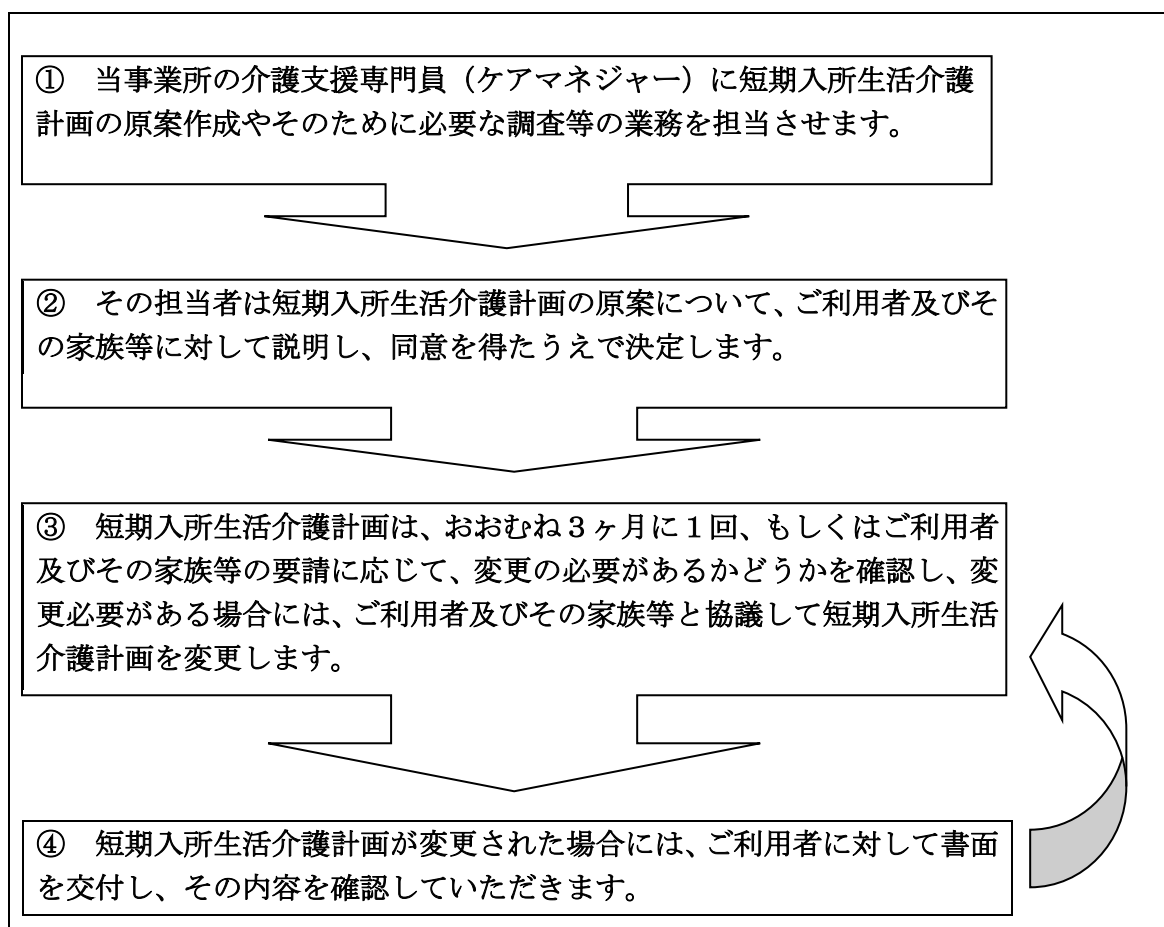 ① 当事業所の介護支援専門員（ケアマネジャー）に短期入所生活介護
計画の原案作成やそのために必要な調査等の業務を担当させます。
② その担当者は短期入所生活介護計画の原案について、ご利用者及びそ
の家族等に対して説明し、同意を得たうえで決定します。
③ 短期入所生活介護計画は、おおむね３ヶ月に１回、もしくはご利用者
及びその家族等の要請に応じて、変更の必要があるかどうかを確認し、変
更必要がある場合には、ご利用者及びその家族等と協議して短期入所生活
介護計画を変更します。
④ 短期入所生活介護計画が変更された場合には、ご利用者に対して書面
を交付し、その内容を確認していただきます。